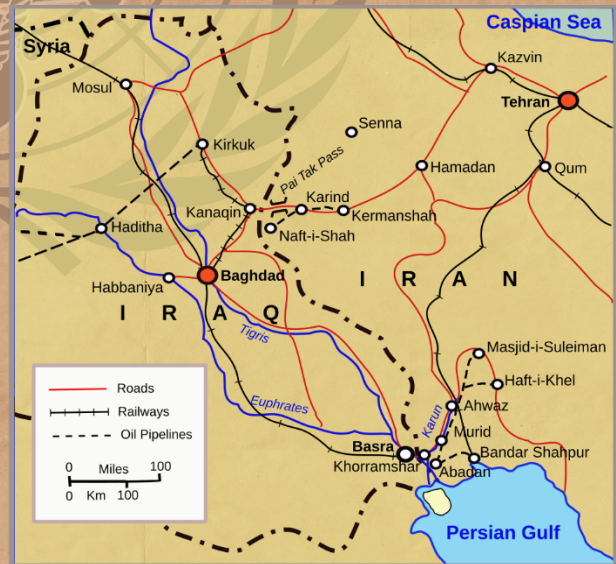 Caspian Sea
Syria
Kazvin
Mosul
Tehran
Senna
Kirkuk
Pai Tak Pass
Hamadan
Qum
Karind
Kanaqin
Kermanshah
Haditha
Naft-i-Shah
Baghdad
Habbaniya
I R A N
I R A Q
Tigris
Masjid-i-Suleiman
Haft-i-Khel
Euphrates
Ahwaz
Karun
Murid
Basra
Bandar Shahpur
Khorramshar
Abadan
Persian Gulf
Roads
Railways
Oil Pipelines
0 Miles 100
0 Km 100